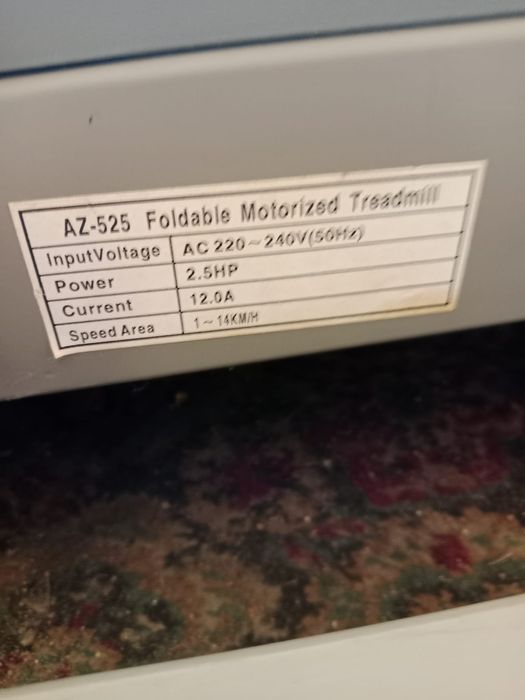 AZ-525 Foldable Motorized Treadmill
InputVoltage AC 220~240V(50Hz)
Power 2.5HP
Current 12.0A
Speed Area 1~14KM/H